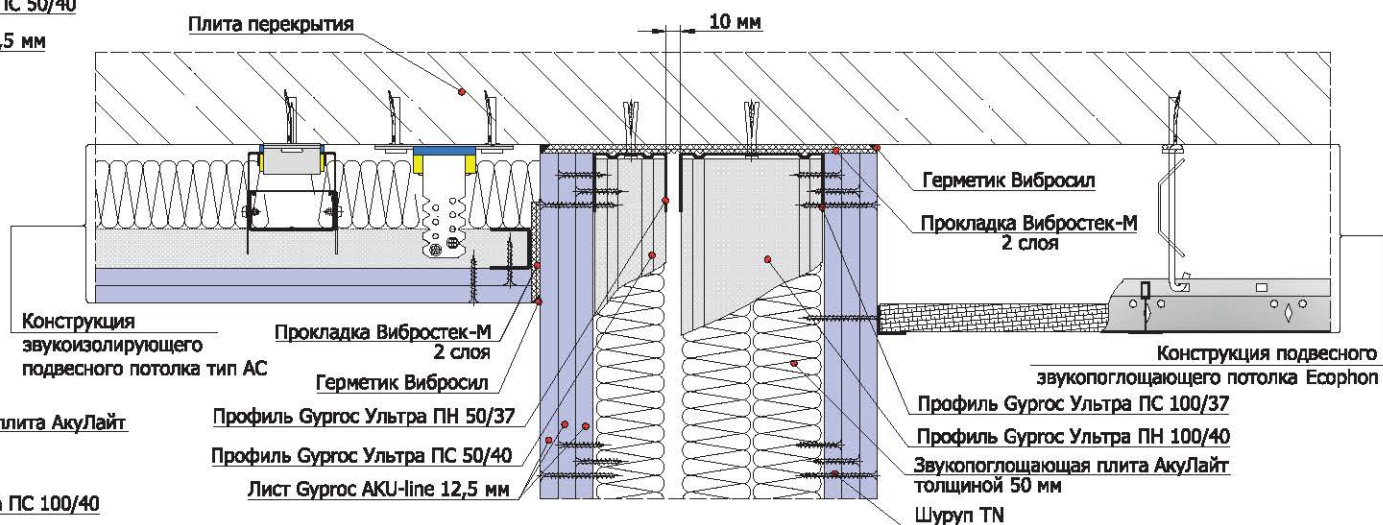 ПС 50/40
,5 мм
Плита перекрытия
10 мм
Герметик Вибросил
Прокладка Вибростек-М
2 слоя
Конструкция
звукоизолирующего
подвесного потолка тип АС
Прокладка Вибростек-М
2 слоя
Герметик Вибросил
Профиль Gyproc Ультра ПН 50/37
Профиль Gyproc Ультра ПС 50/40
Лист Gyproc AKU-line 12,5 мм
плита АкуЛайт
ПС 100/40
Конструкция подвесного
звукопоглощающего потолка Ecophon
Профиль Gyproc Ультра ПС 100/37
Профиль Gyproc Ультра ПН 100/40
Звукопоглощающая плита АкуЛайт
толщиной 50 мм
Шуруп TN